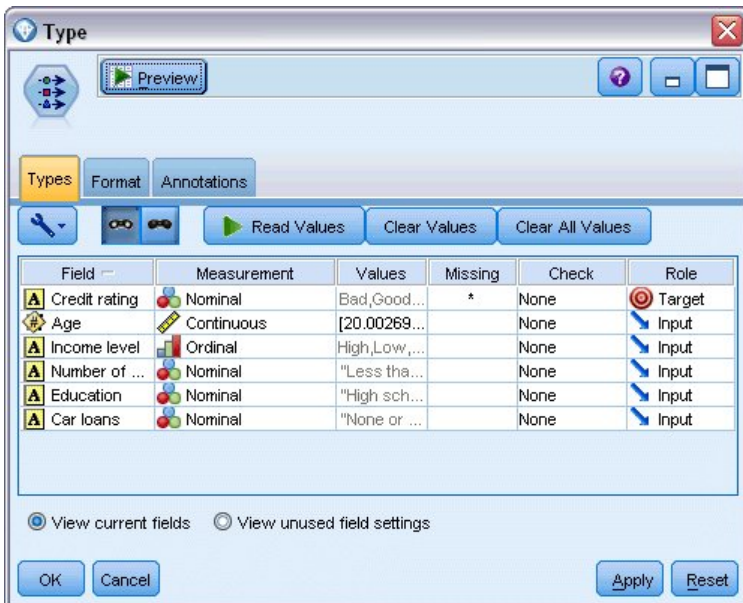 Type
Preview
Types Format Annotations
Read Values Clear Values Clear All Values
Field Measurement Values Missing Check Role
A Credit rating Nominal Bad,Good... * None Target
# Age Continuous [20.00269... None Input
A Income level Ordinal High,Low,... None Input
A Number of ... Nominal "Less tha... None Input
A Education Nominal "High sch... None Input
A Car loans Nominal "None or ... None Input
View current fields View unused field settings
OK Cancel Apply Reset